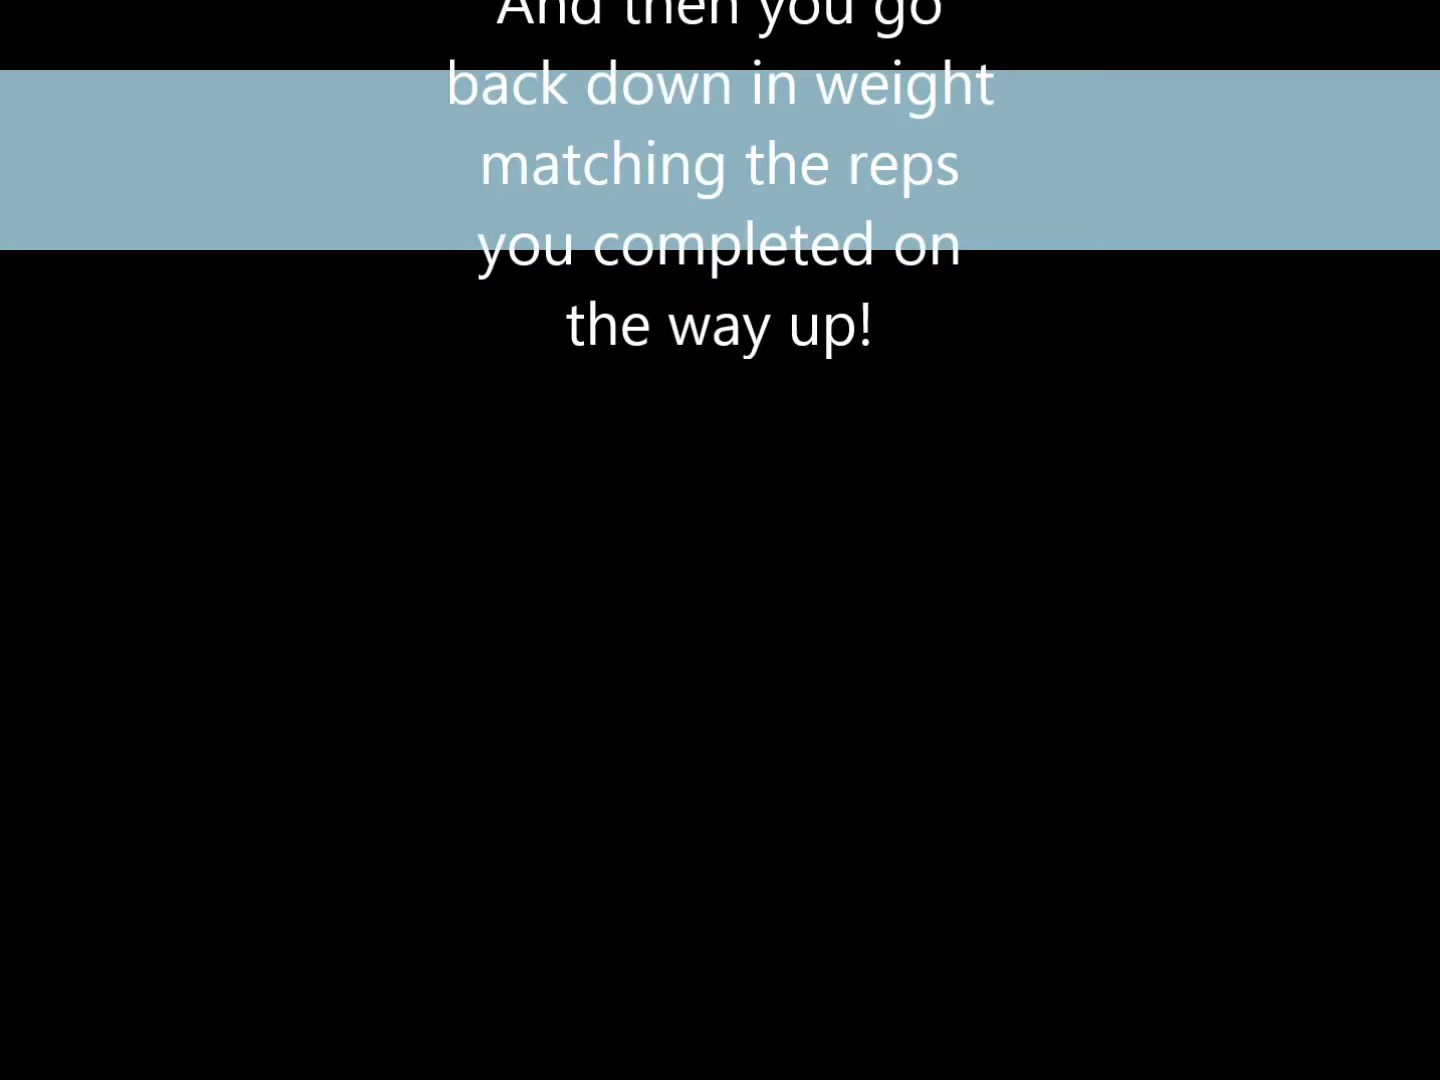 And then you go
back down in weight
matching the reps
you completed on
the way up!